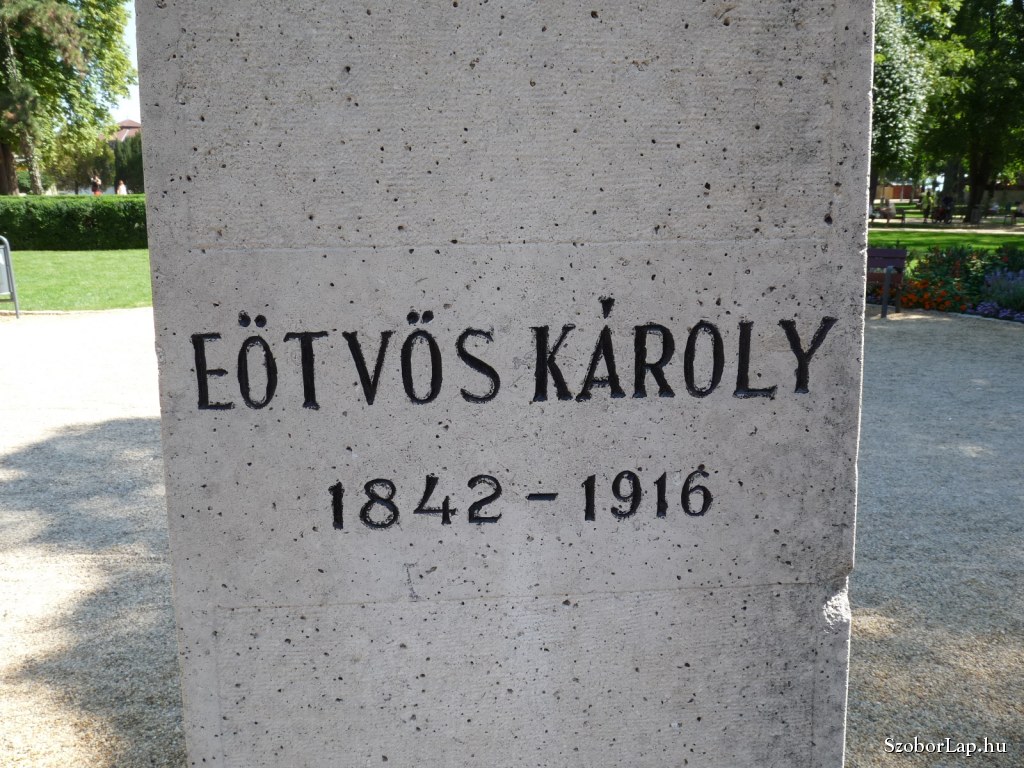 EÖTVÖS KÁROLY
1842 - 1916
SzoborLap.hu